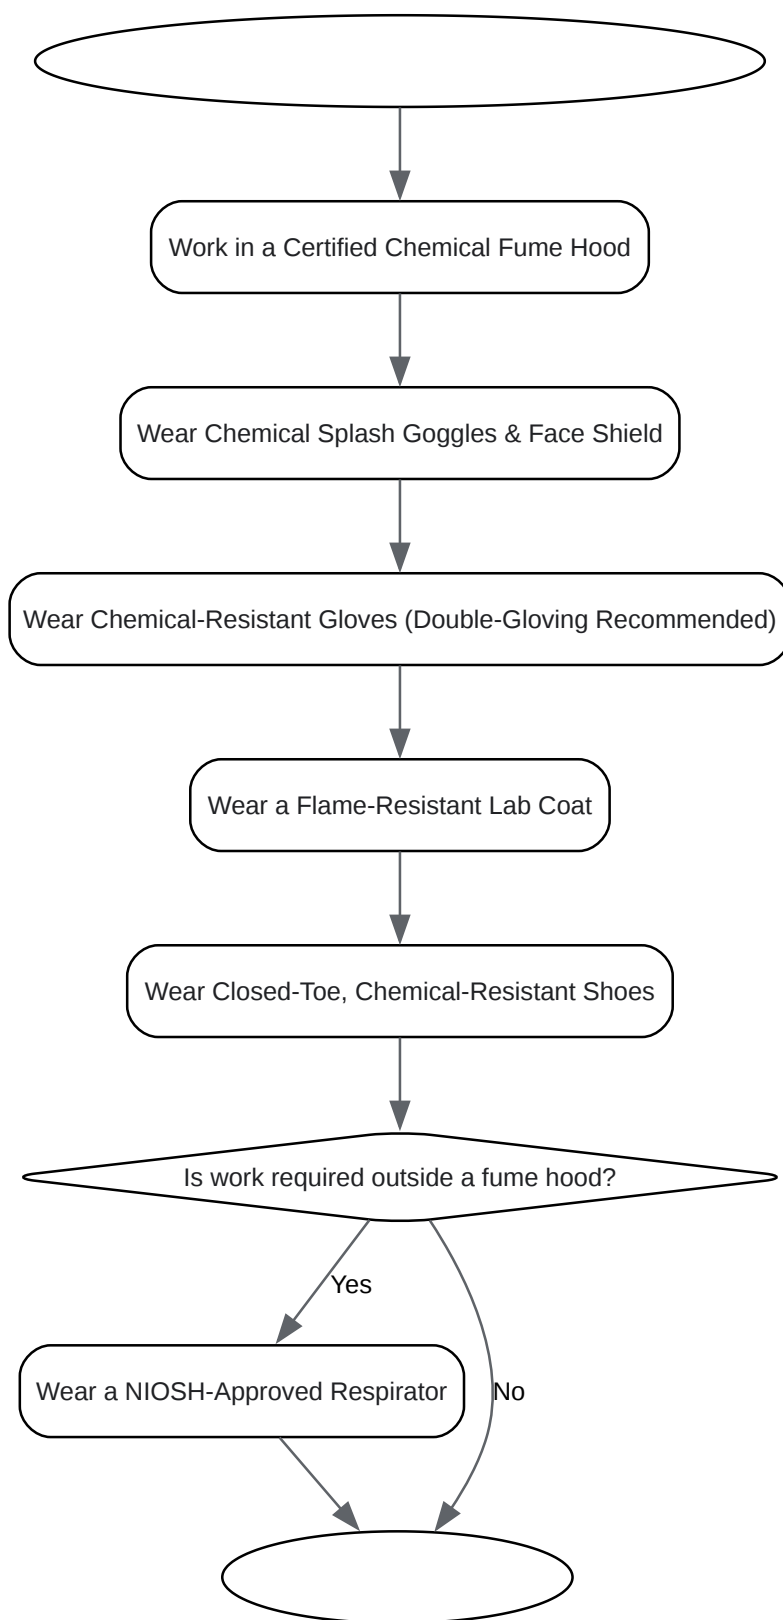 Work in a Certified Chemical Fume Hood
Wear Chemical Splash Goggles & Face Shield
Wear Chemical-Resistant Gloves (Double-Gloving Recommended)
Wear a Flame-Resistant Lab Coat
Wear Closed-Toe, Chemical-Resistant Shoes
Is work required outside a fume hood?
Yes
Wear a NIOSH-Approved Respirator
No